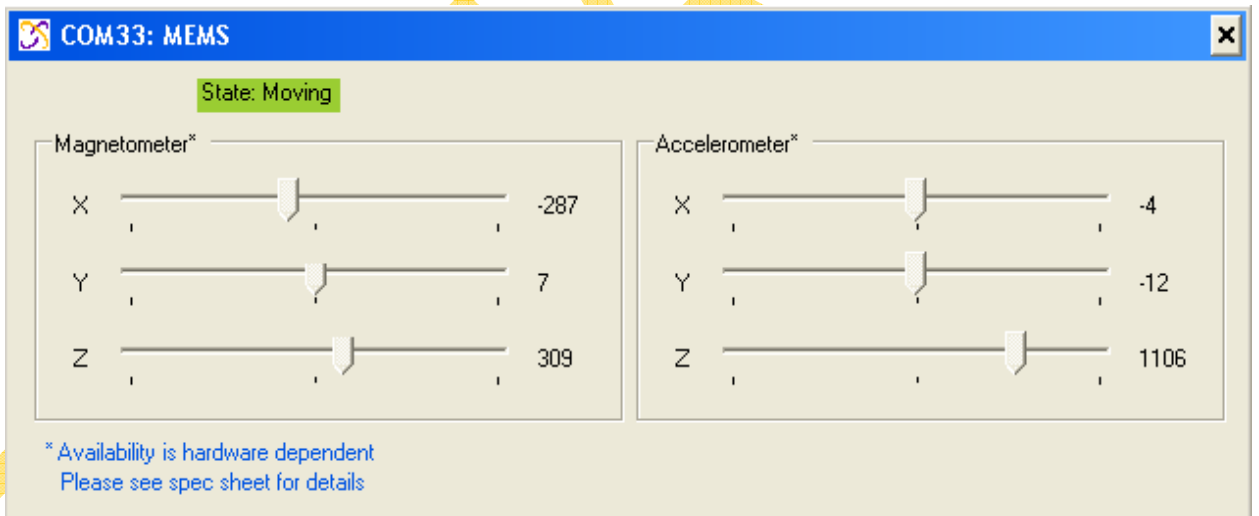 COM33: MEMS
State: Moving
Magnetometer*
X -287
Y 7
Z 309
Accelerometer*
X -4
Y -12
Z 1106
* Availability is hardware dependent
Please see spec sheet for details